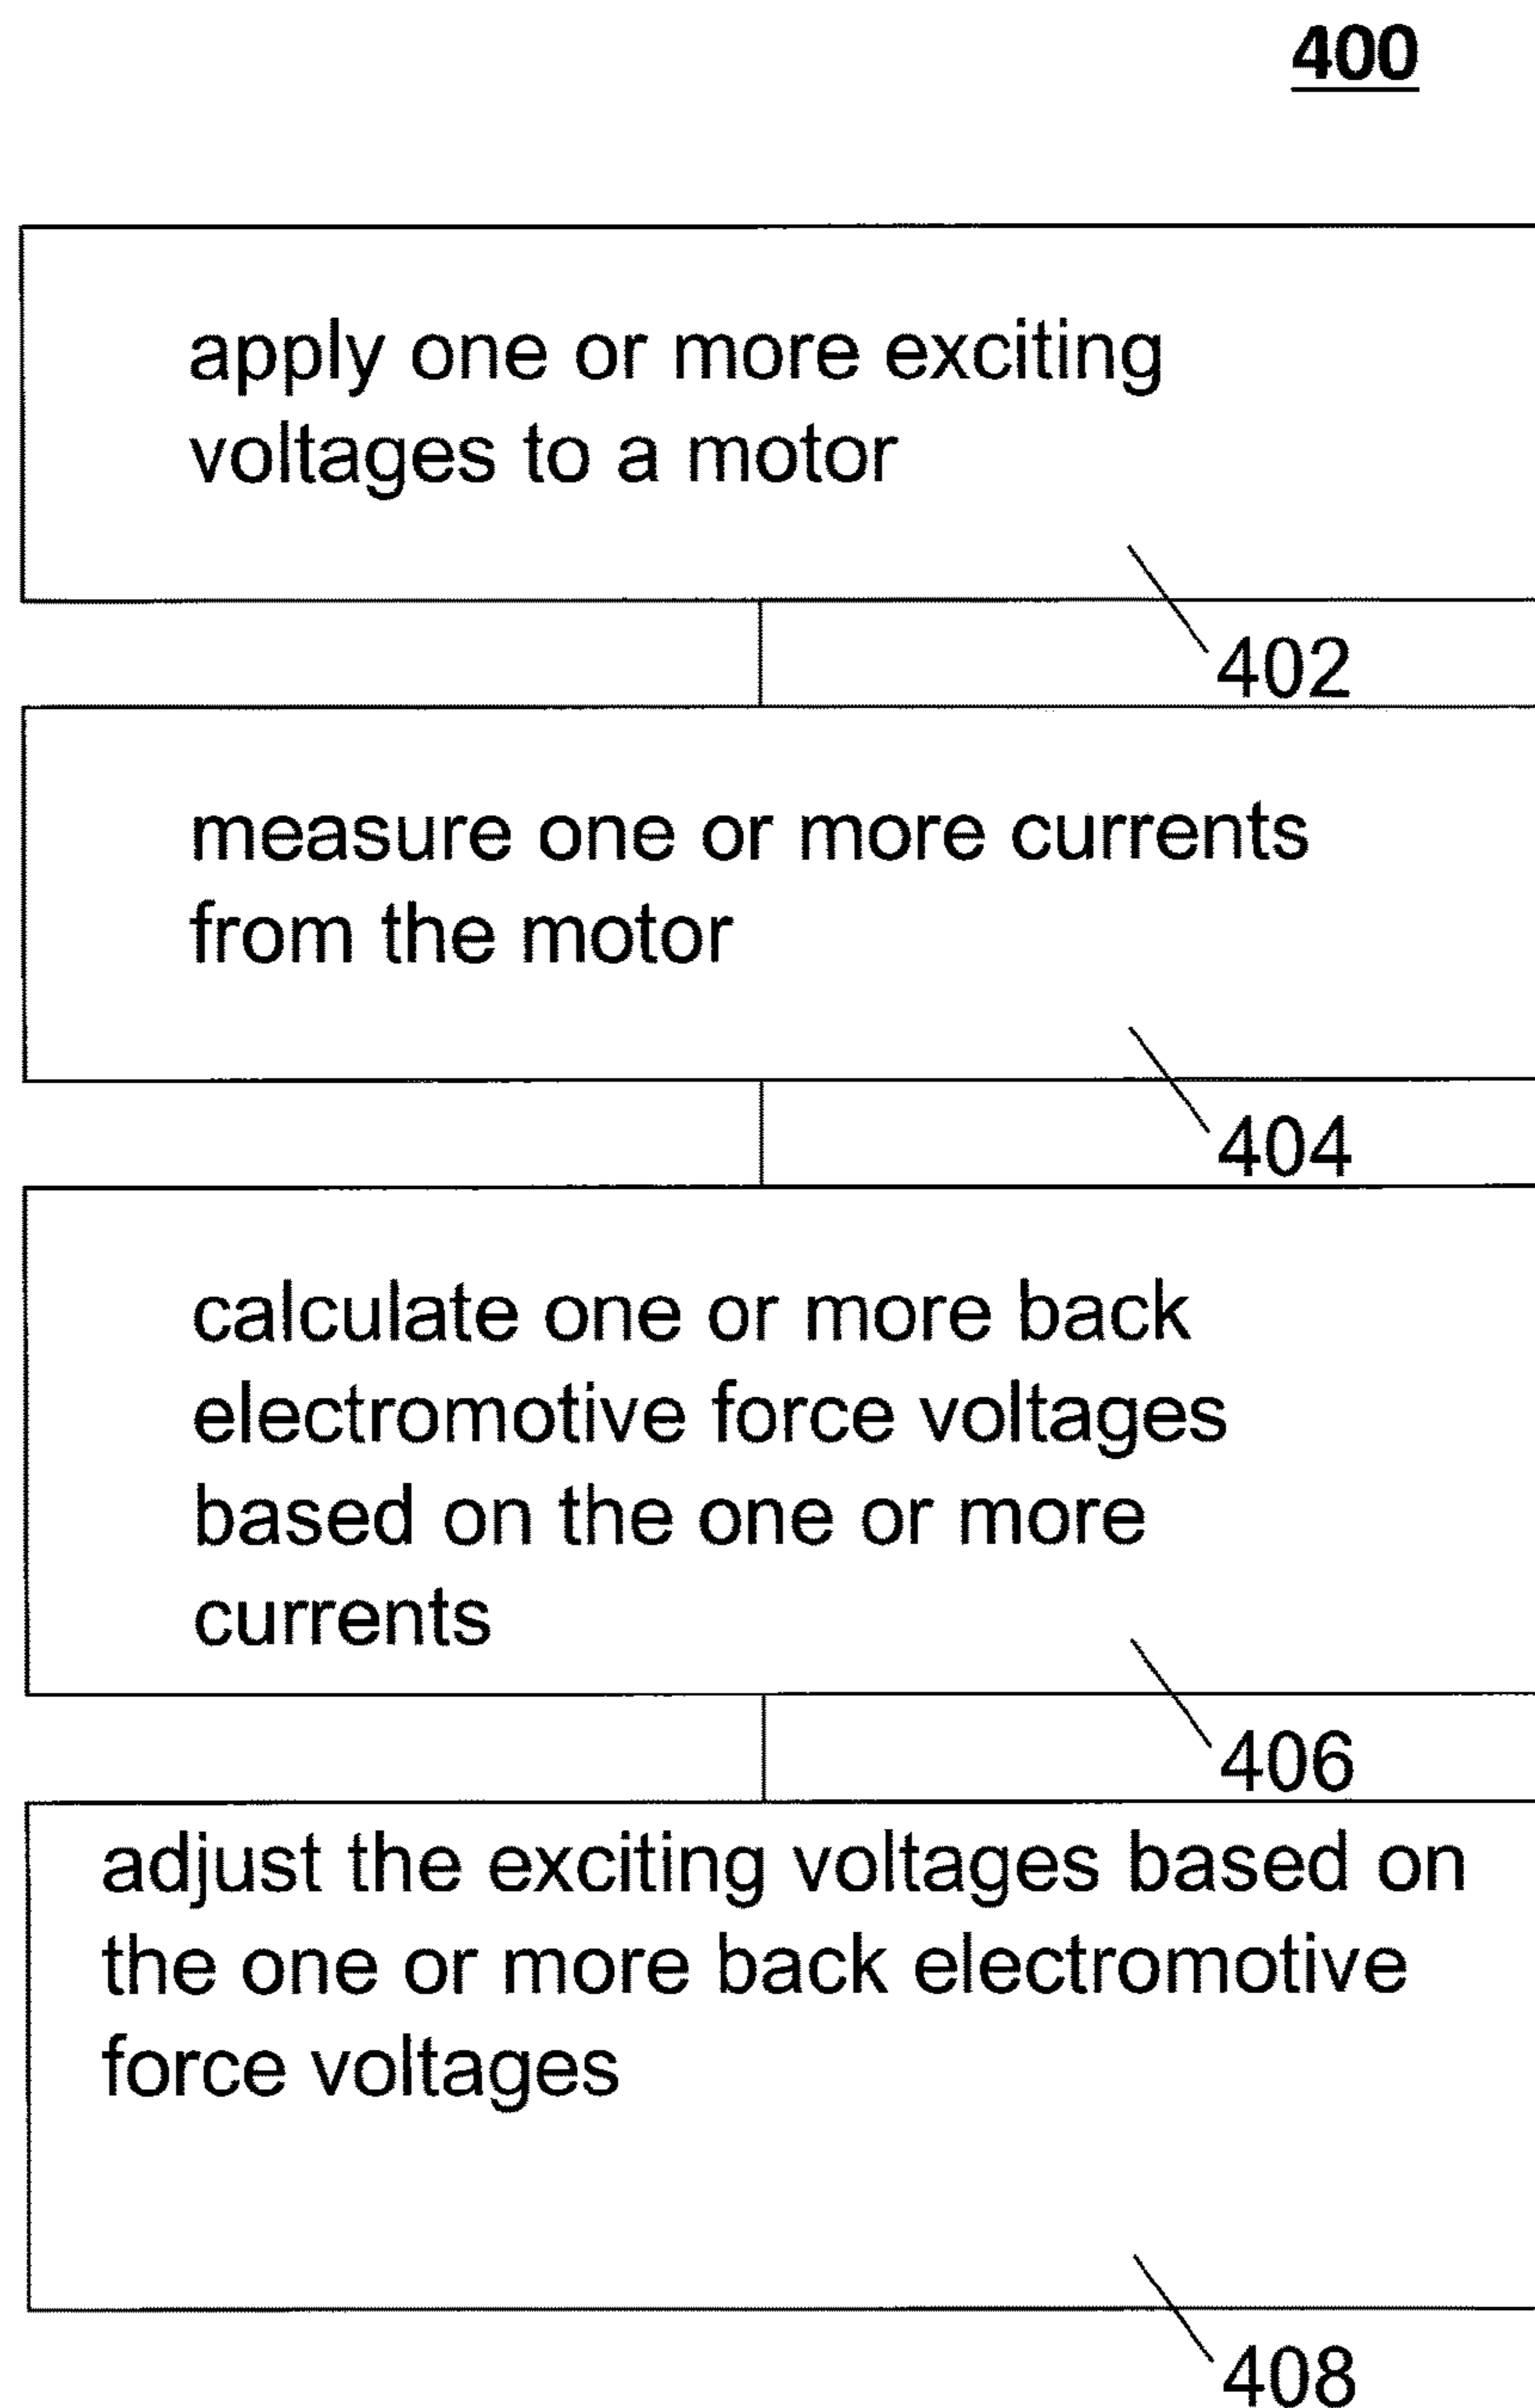 400
apply one or more exciting
voltages to a motor
402
measure one or more currents
from the motor
404
calculate one or more back
electromotive force voltages
based on the one or more
currents
406
adjust the exciting voltages based on
the one or more back electromotive
force voltages
408